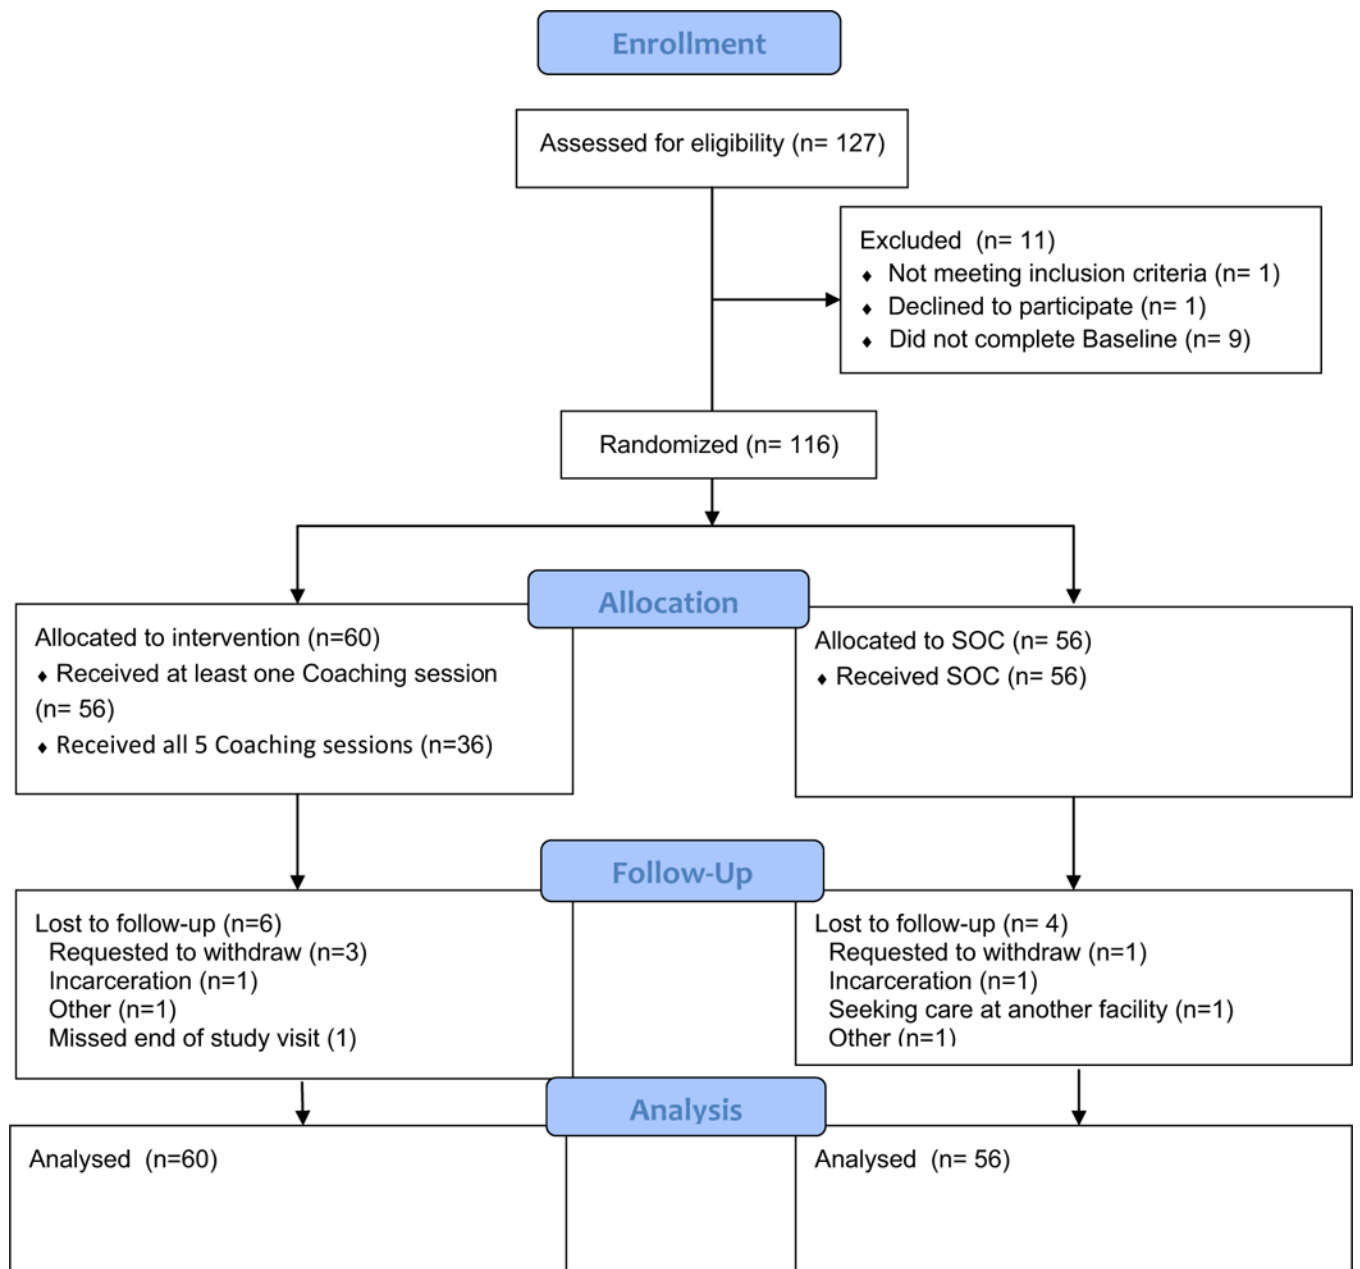 Enrollment
Assessed for eligibility (n= 127)
Excluded (n= 11)
♦ Not meeting inclusion criteria (n= 1)
♦ Declined to participate (n= 1)
♦ Did not complete Baseline (n= 9)
Randomized (n= 116)
Allocation
Allocated to intervention (n=60)
♦ Received at least one Coaching session
(n= 56)
♦ Received all 5 Coaching sessions (n=36)
Allocated to SOC (n= 56)
♦ Received SOC (n= 56)
Follow-Up
Lost to follow-up (n=6)
Requested to withdraw (n=3)
Incarceration (n=1)
Other (n=1)
Missed end of study visit (1)
Lost to follow-up (n= 4)
Requested to withdraw (n=1)
Incarceration (n=1)
Seeking care at another facility (n=1)
Other (n=1)
Analysis
Analysed (n=60)
Analysed (n= 56)